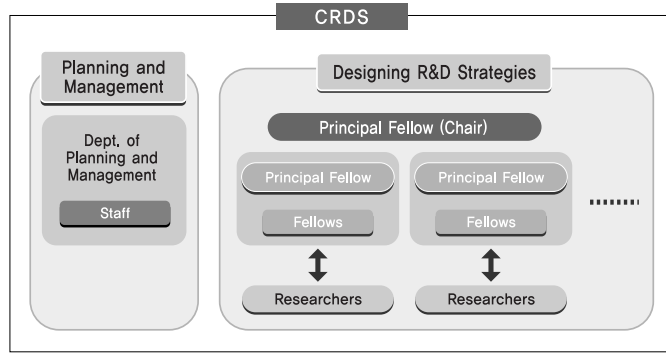 CRDS
Planning and
Management
Dept. of
Planning and
Management
Staff
Designing R&D Strategies
Principal Fellow (Chair)
Principal Fellow
Fellows
Researchers
Principal Fellow
Fellows
Researchers